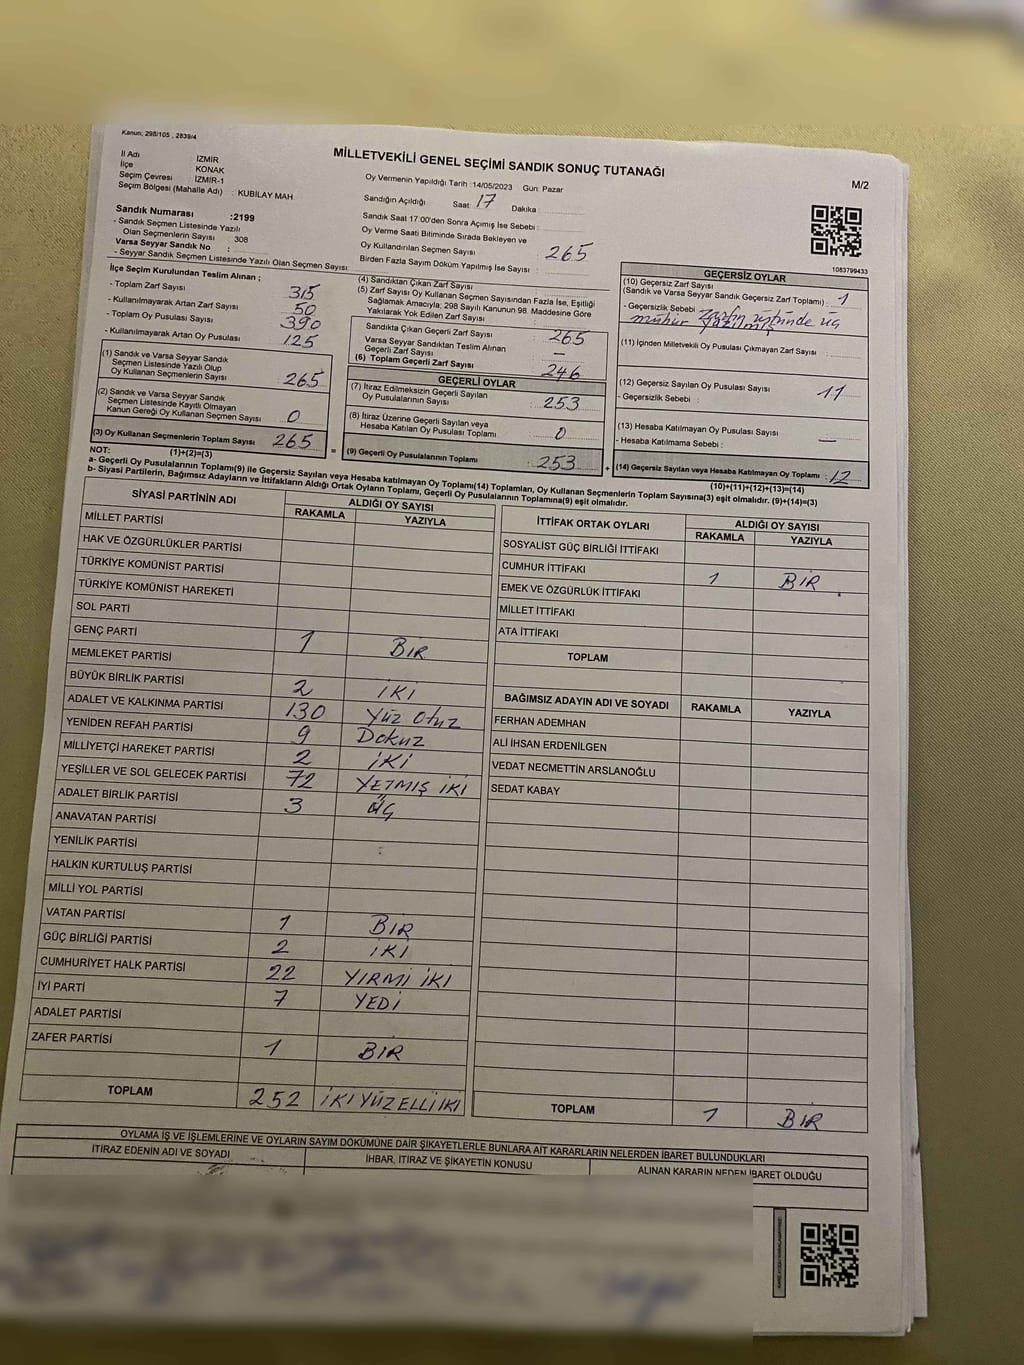 Kanun; 298/105 , 2839/4
MİLLETVEKİLİ GENEL SEÇİMİ SANDIK SONUÇ TUTANAĞI
M/2
İl Adı : İZMİR
İlçe KONAK
Seçim Çevresi : İZMİR-1
Seçim Bölgesi (Mahalle Adı) : KUBİLAY MAH
Oy Vermenin Yapıldığı Tarih :14/05/2023 Gün: Pazar
Sandığın Açıldığı Saat: 17 Dakika :
Sandık Saat 17.00'den Sonra Açımış İse Sebebi :
Oy Verme Saati Bitiminde Sırada Bekleyen ve
Oy Kullandırılan Seçmen Sayısı : 265
Birden Fazla Sayım Döküm Yapılmış İse Sayısı :
Sandık Numarası :2199
- Sandık Seçmen Listesinde Yazılı
Olan Seçmenlerin Sayısı : 308
Varsa Seyyar Sandık No :
- Seyyar Sandık Seçmen Listesinde Yazılı Olan Seçmen Sayısı:
1083799433
İlçe Seçim Kurulundan Teslim Alınan ;
- Toplam Zarf Sayısı : 315
- Kullanılmayarak Artan Zarf Sayısı : 50
- Toplam Oy Pusulası Sayısı : 390
- Kullanılmayarak Artan Oy Pusulası : 125
(1) Sandık ve Varsa Seyyar Sandık
Seçmen Listesinde Yazılı Olup
Oy Kullanan Seçmenlerin Sayısı : 265
(2) Sandık ve Varsa Seyyar Sandık
Seçmen Listesinde Kayıtlı Olmayan
Kanun Gereği Oy Kullanan Seçmen Sayısı : 0
(3) Oy Kullanan Seçmenlerin Toplam Sayısı : 265
(1)+(2)=(3)
(4) Sandıktan Çıkan Zarf Sayısı :
(5) Zarf Sayısı Oy Kullanan Seçmen Sayısından Fazla İse, Eşitliği
Sağlamak Amacıyla; 298 Sayılı Kanunun 98. Maddesine Göre
Yakılarak Yok Edilen Zarf Sayısı :
Sandıkta Çıkan Geçerli Zarf Sayısı : 265
Varsa Seyyar Sandıktan Teslim Alınan
Geçerli Zarf Sayısı : —
(6) Toplam Geçerli Zarf Sayısı : 246
GEÇERLİ OYLAR
(7) İtiraz Edilmeksizin Geçerli Sayılan
Oy Pusulalarının Sayısı : 253
(8) İtiraz Üzerine Geçerli Sayılan veya
Hesaba Katılan Oy Pusulası Toplamı : 0
(9) Geçerli Oy Pusulalarının Toplamı : 253
GEÇERSİZ OYLAR
(10) Geçersiz Zarf Sayısı
(Sandık ve Varsa Seyyar Sandık Geçersiz Zarf Toplamı) : 1
- Geçersizlik Sebebi : Zarfın üstünde üç
mühür
(11) İçinden Milletvekili Oy Pusulası Çıkmayan Zarf Sayısı :
(12) Geçersiz Sayılan Oy Pusulası Sayısı : 11
- Geçersizlik Sebebi :
(13) Hesaba Katılmayan Oy Pusulası Sayısı : —
- Hesaba Katılmama Sebebi :
(14) Geçersiz Sayılan veya Hesaba Katılmayan Oy Toplamı : 12
(10)+(11)+(12)+(13)=(14)
NOT:
a- Geçerli Oy Pusulalarının Toplamı(9) ile Geçersiz Sayılan veya Hesaba katılmayan Oy Toplamı(14) Toplamları, Oy Kullanan Seçmenlerin Toplam Sayısına(3) eşit olmalıdır. (9)+(14)=(3)
b- Siyasi Partilerin, Bağımsız Adayların ve İttifakların Aldığı Oy Sayıları Toplamı, Geçerli Oy Pusulalarının Toplamına(9) eşit olmalıdır.
SİYASİ PARTİNİN ADI ALDIĞI OY SAYISI
RAKAMLA YAZIYLA
MİLLET PARTİSİ
HAK VE ÖZGÜRLÜKLER PARTİSİ
TÜRKİYE KOMÜNİST PARTİSİ
TÜRKİYE KOMÜNİST HAREKETİ
SOL PARTİ
GENÇ PARTİ 1 BİR
MEMLEKET PARTİSİ
BÜYÜK BİRLİK PARTİSİ 2 İKİ
ADALET VE KALKINMA PARTİSİ 130 Yüz Otuz
YENİDEN REFAH PARTİSİ 9 Dokuz
MİLLİYETÇİ HAREKET PARTİSİ 2 İKİ
YEŞİLLER VE SOL GELECEK PARTİSİ 72 YETMİŞ İKİ
ADALET BİRLİK PARTİSİ 3 ÜÇ
ANAVATAN PARTİSİ
YENİLİK PARTİSİ
HALKIN KURTULUŞ PARTİSİ
MİLLİ YOL PARTİSİ
VATAN PARTİSİ 1 BIR
GÜÇ BİRLİĞİ PARTİSİ 2 İKİ
CUMHURİYET HALK PARTİSİ 22 YIRMİ İKİ
İYİ PARTİ 7 YEDİ
ADALET PARTİSİ
ZAFER PARTİSİ 1 BIR
TOPLAM 252 İKİ YÜZ ELLİ İKİ
İTTİFAK ORTAK OYLARI ALDIĞI OY SAYISI
RAKAMLA YAZIYLA
SOSYALİST GÜÇ BİRLİĞİ İTTİFAKI
CUMHUR İTTİFAKI 1 BIR
EMEK VE ÖZGÜRLÜK İTTİFAKI
MİLLET İTTİFAKI
ATA İTTİFAKI
TOPLAM
BAĞIMSIZ ADAYIN ADI VE SOYADI RAKAMLA YAZIYLA
FERHAN ADEMHAN
ALİ İHSAN ERDENİLGEN
VEDAT NECMETTİN ARSLANOĞLU
SEDAT KABAY
TOPLAM 1 BIR
OYLAMA İŞ VE İŞLEMLERİNE VE OYLARIN SAYIM DÖKÜMÜNE DAİR ŞİKAYETLERLE BUNLARA AİT KARARLARIN NELERDEN İBARET BULUNDUKLARI
İTİRAZ EDENİN ADI VE SOYADI İHBAR, İTİRAZ VE ŞİKAYETİN KONUSU ALINAN KARARIN NEDEN İBARET OLDUĞU